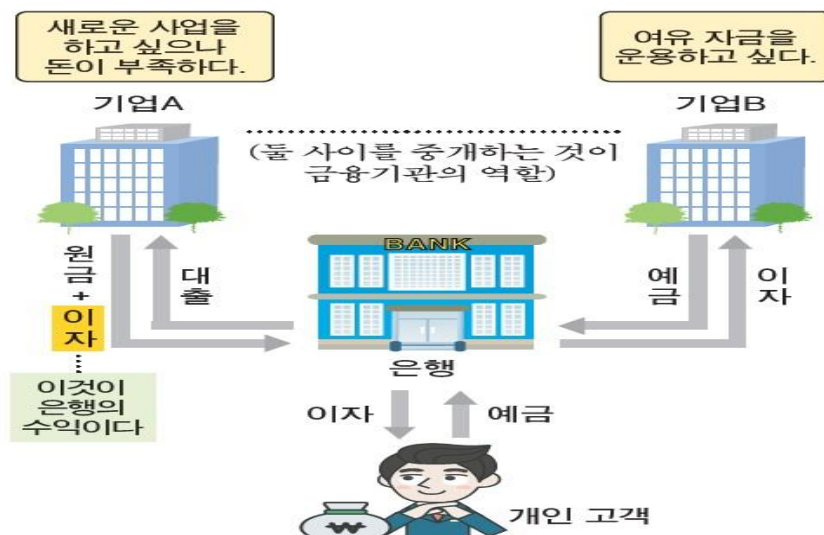 새로운 사업을
하고 싶으나
돈이 부족하다.
여유 자금을
운용하고 싶다.
기업A
기업B
(둘 사이를 중개하는 것이
금융기관의 역할)
BANK
원금
+
이자
대출
예금
이자
은행
이것이
은행의
수익이다
이자
예금
₩
개인 고객